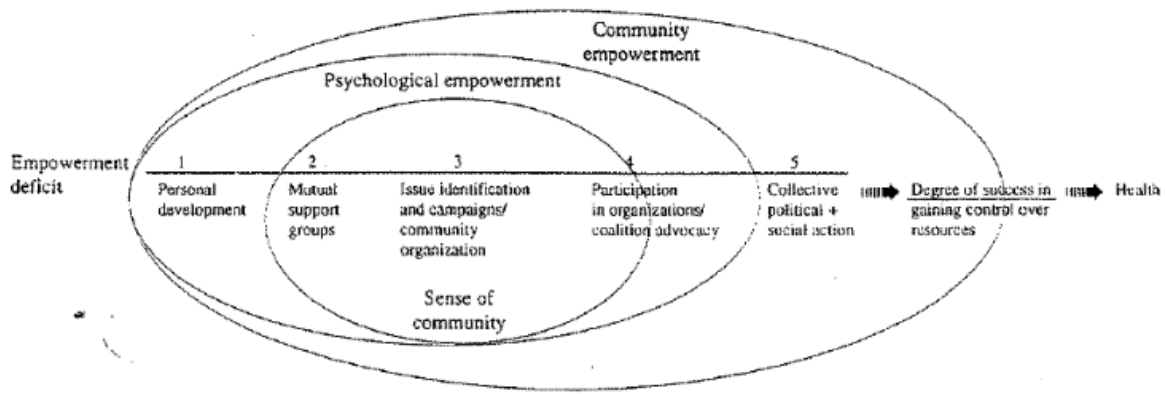 Community
empowerment
Psychological empowerment
Empowerment
deficit
1
2
3
4
5
Personal
development
Mutual
support
groups
Issue identification
and campaigns/
community
organization
Participation
in organizations/
coalition advocacy
Collective
political +
social action
Degree of success in
gaining control over
resources
Health
Sense of
community